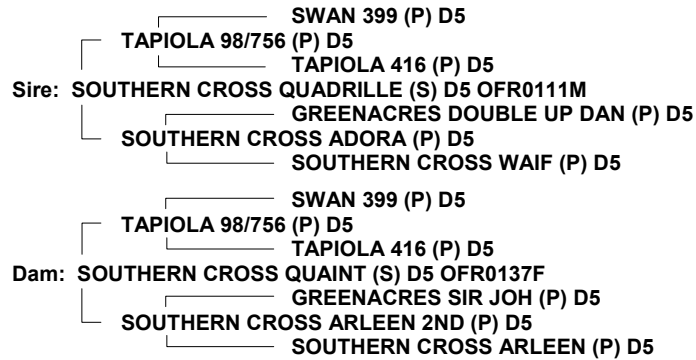 SWAN 399 (P) D5
TAPIOLA 98/756 (P) D5
TAPIOLA 416 (P) D5
Sire: SOUTHERN CROSS QUADRILLE (S) D5 OFR0111M
GREENACRES DOUBLE UP DAN (P) D5
SOUTHERN CROSS ADORA (P) D5
SOUTHERN CROSS WAIF (P) D5
SWAN 399 (P) D5
TAPIOLA 98/756 (P) D5
TAPIOLA 416 (P) D5
Dam: SOUTHERN CROSS QUAINT (S) D5 OFR0137F
GREENACRES SIR JOH (P) D5
SOUTHERN CROSS ARLEEN 2ND (P) D5
SOUTHERN CROSS ARLEEN (P) D5